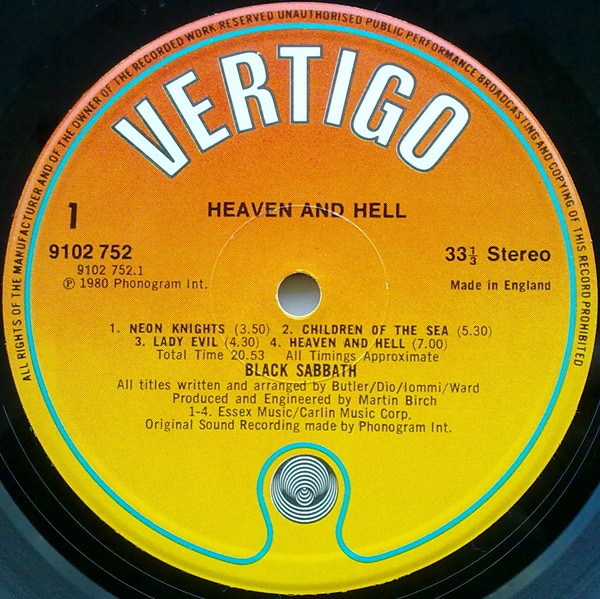 ALL RIGHTS OF THE MANUFACTURER AND OF THE OWNER OF THE RECORDED WORK RESERVED UNAUTHORISED PUBLIC PERFORMANCE BROADCASTING AND COPYING OF THIS RECORD PROHIBITED
VERTIGO
HEAVEN AND HELL
1
9102 752
33⅓ Stereo
9102 752.1
℗ 1980 Phonogram Int.
Made in England
1. NEON KNIGHTS (3.50) 2. CHILDREN OF THE SEA (5.30)
3. LADY EVIL (4.30) 4. HEAVEN AND HELL (7.00)
Total Time 20.53 All Timings Approximate
BLACK SABBATH
All titles written and arranged by Butler/Dio/Iommi/Ward
Produced and Engineered by Martin Birch
1-4. Essex Music/Carlin Music Corp.
Original Sound Recording made by Phonogram Int.